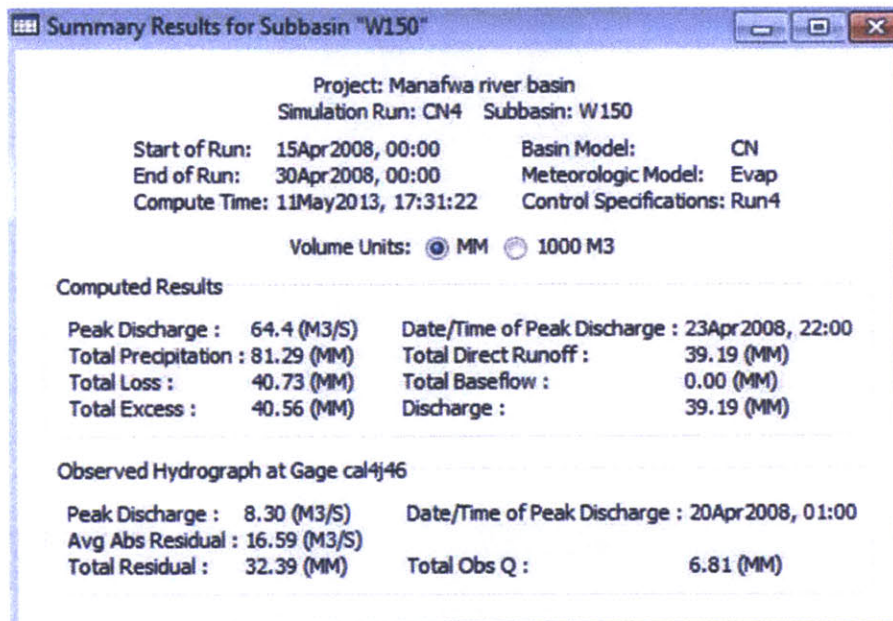 Summary Results for Subbasin "W150"
Project: Manafwa river basin
Simulation Run: CN4 Subbasin: W150
Start of Run: 15Apr2008, 00:00 Basin Model: CN
End of Run: 30Apr2008, 00:00 Meteorologic Model: Evap
Compute Time: 11May2013, 17:31:22 Control Specifications: Run4
Volume Units: MM 1000 M3
Computed Results
Peak Discharge : 64.4 (M3/S) Date/Time of Peak Discharge : 23Apr2008, 22:00
Total Precipitation : 81.29 (MM) Total Direct Runoff : 39.19 (MM)
Total Loss : 40.73 (MM) Total Baseflow : 0.00 (MM)
Total Excess : 40.56 (MM) Discharge : 39.19 (MM)
Observed Hydrograph at Gage cal4j46
Peak Discharge : 8.30 (M3/S) Date/Time of Peak Discharge : 20Apr2008, 01:00
Avg Abs Residual : 16.59 (M3/S)
Total Residual : 32.39 (MM) Total Obs Q : 6.81 (MM)